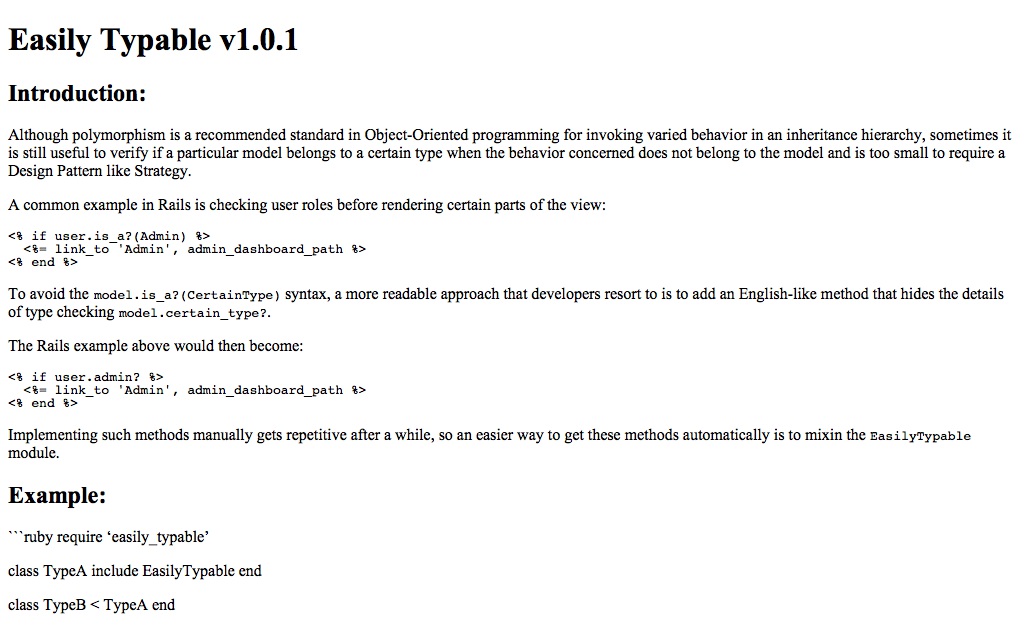 Easily Typable v1.0.1
Introduction:
Although polymorphism is a recommended standard in Object-Oriented programming for invoking varied behavior in an inheritance hierarchy, sometimes it
is still useful to verify if a particular model belongs to a certain type when the behavior concerned does not belong to the model and is too small to require a
Design Pattern like Strategy.
A common example in Rails is checking user roles before rendering certain parts of the view:
<% if user.is_a?(Admin) %>
  <%= link_to 'Admin', admin_dashboard_path %>
<% end %>
To avoid the model.is_a?(CertainType) syntax, a more readable approach that developers resort to is to add an English-like method that hides the details
of type checking model.certain_type?.
The Rails example above would then become:
<% if user.admin? %>
  <%= link_to 'Admin', admin_dashboard_path %>
<% end %>
Implementing such methods manually gets repetitive after a while, so an easier way to get these methods automatically is to mixin the EasilyTypable
module.
Example:
```ruby require ‘easily_typable’
class TypeA include EasilyTypable end
class TypeB < TypeA end